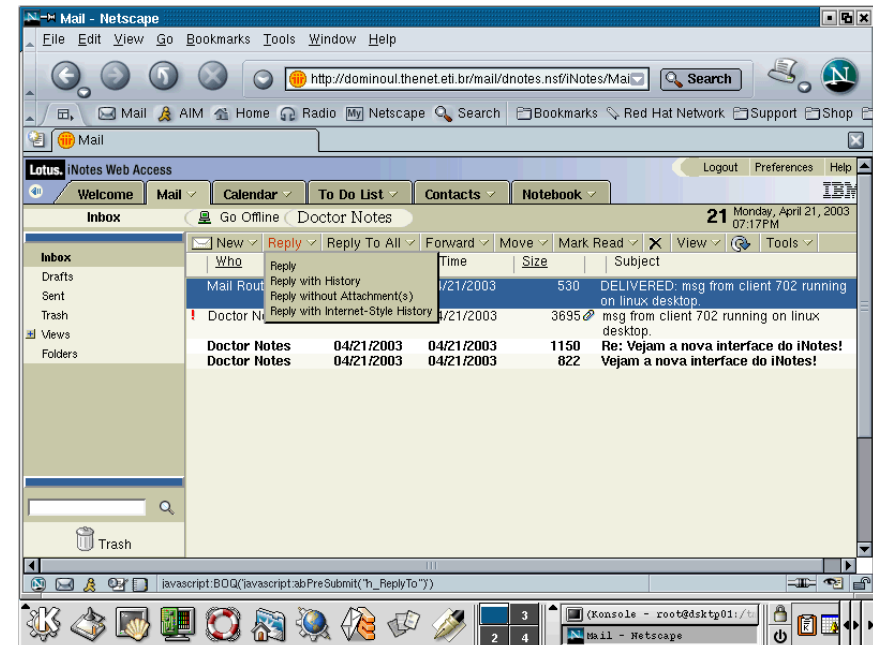 Mail - Netscape
File Edit View Go Bookmarks Tools Window Help
http://dominoul.thenet.eti.br/mail/dnotes.nsf/iNotes/Mai Search N
Mail AIM Home My Radio Netscape Search Bookmarks Red Hat Network Support Shop
Mail
Lotus. iNotes Web Access Logout Preferences Help
Welcome Mail Calendar To Do List Contacts Notebook IBM
Inbox Go Offline Doctor Notes 21 Monday, April 21, 2003
07:17PM
New Reply Reply To All Forward Move Mark Read View Tools
Who Time Size Subject
Reply
Reply with History
Reply without Attachment(s)
Reply with Internet-Style History
Inbox
Drafts
Sent
Trash
Views
Folders
Mail Rout 4/21/2003 530 DELIVERED: msg from client 702 running
on linux desktop.
! Doctor N 4/21/2003 3695 msg from client 702 running on linux
desktop.
Doctor Notes 04/21/2003 04/21/2003 1150 Re: Vejam a nova interface do iNotes!
Doctor Notes 04/21/2003 04/21/2003 822 Vejam a nova interface do iNotes!
Trash
javascript:BOQ('javascript:abPreSubmit("h_ReplyTo")')
3 (Konsole - root@dsktp01:/t
2 4 Mail - Netscape